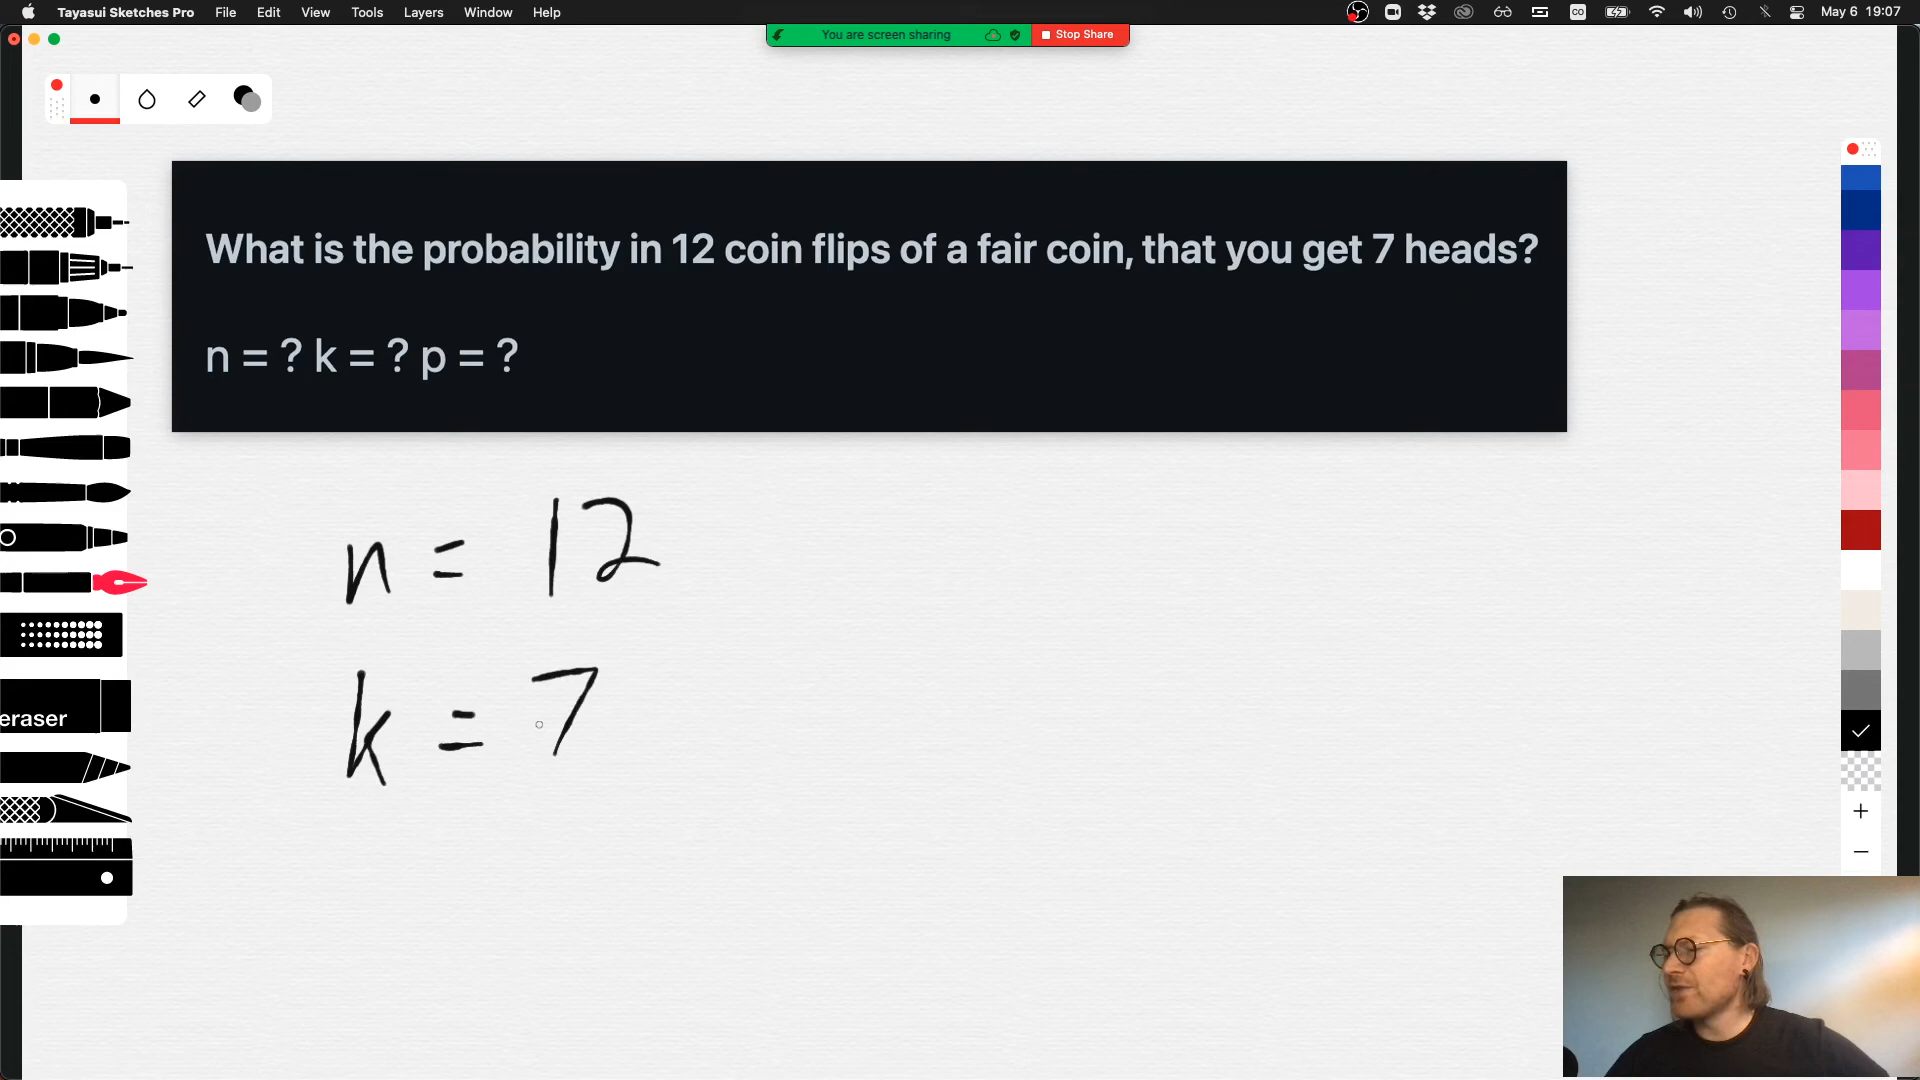 Tayasui Sketches Pro File Edit View Tools Layers Window Help May 6 19:07
You are screen sharing Stop Share
What is the probability in 12 coin flips of a fair coin, that you get 7 heads?
n = ? k = ? p = ?
n = 12
k = 7
eraser